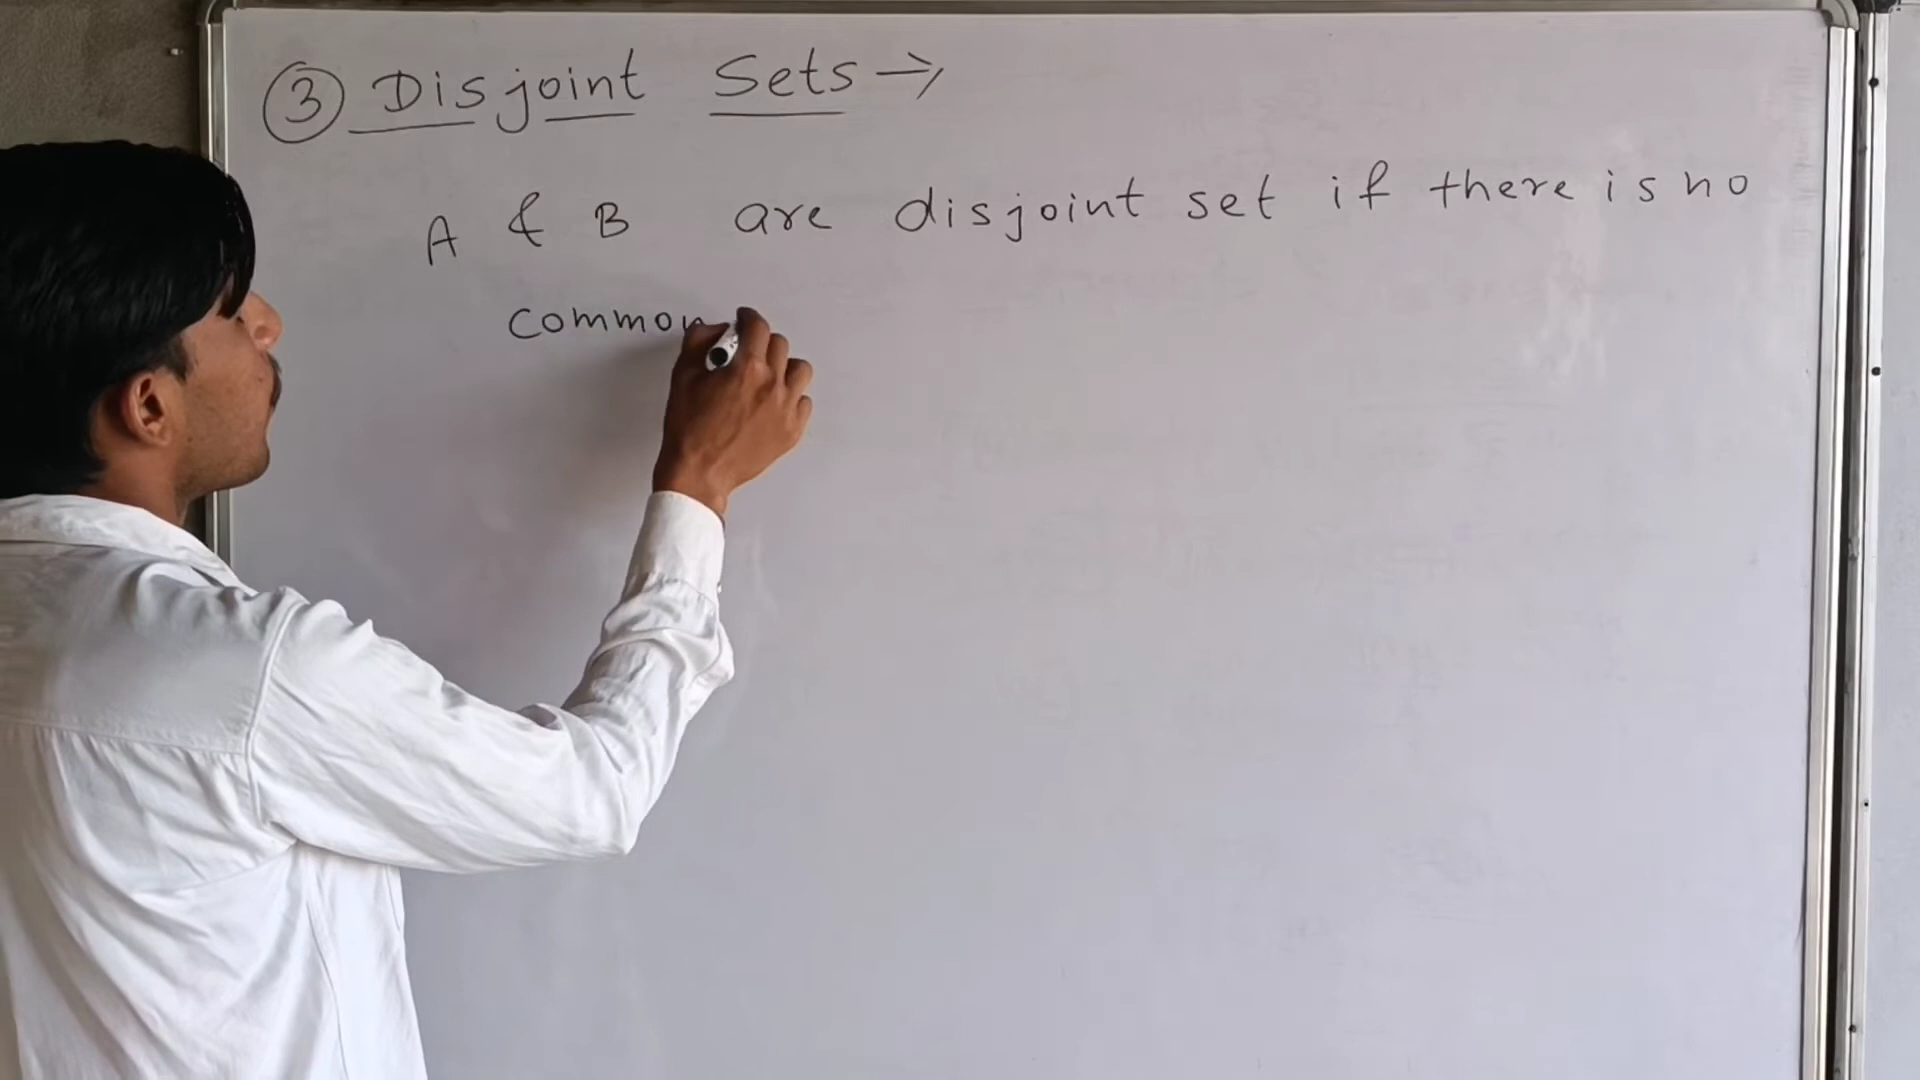 ③ Disjoint Sets →
A & B are disjoint set if there is no
common